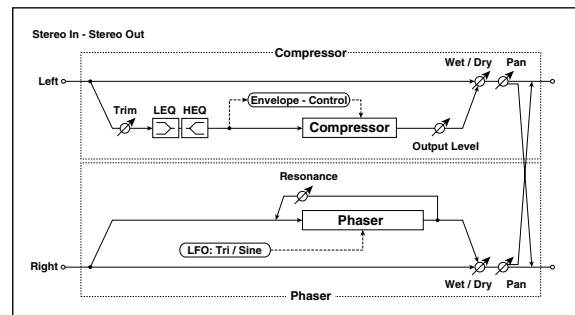 Stereo In - Stereo Out
Compressor
Wet / Dry
Pan
Left
Trim
LEQ
HEQ
Envelope - Control
Compressor
Output Level
Resonance
Phaser
LFO: Tri / Sine
Right
Wet / Dry
Pan
Phaser